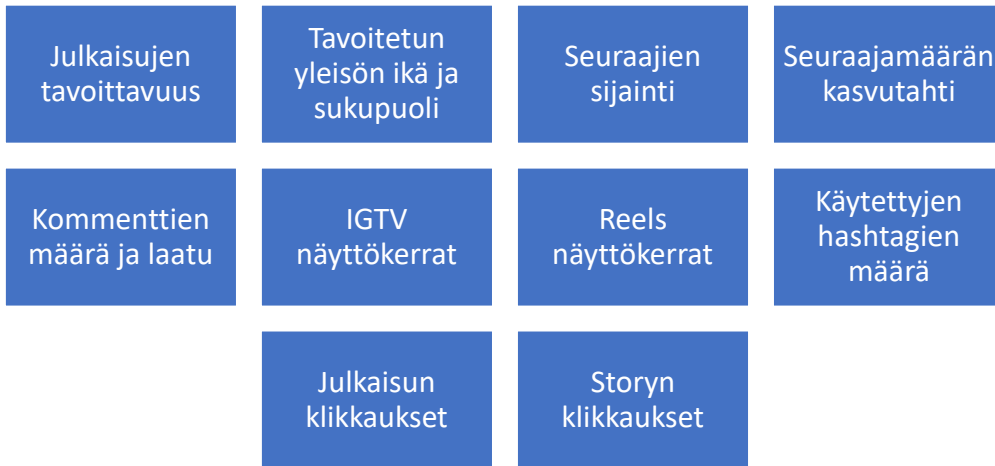 Julkaisujen
tavoittavuus
Tavoitetun
yleisön ikä ja
sukupuoli
Seuraajien
sijainti
Seuraajamäärän
kasvutahti
Kommenttien
määrä ja laatu
IGTV
näyttökerrat
Reels
näyttökerrat
Käytettyjen
hashtagien
määrä
Julkaisun
klikkaukset
Storyn
klikkaukset